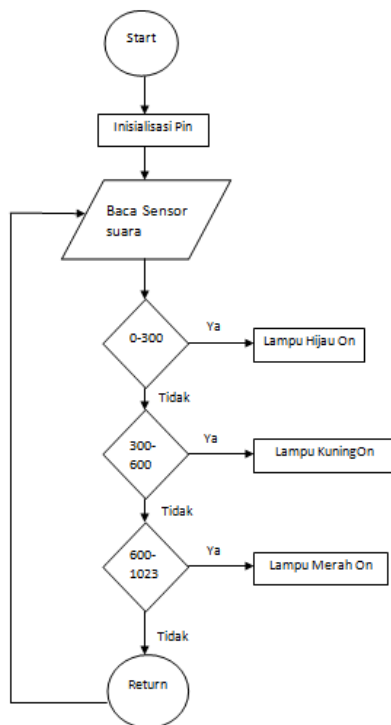 Start
Inisialisasi Pin
Baca Sensor
suara
0-300
Ya
Lampu Hijau On
Tidak
300-
600
Ya
Lampu KuningOn
Tidak
600-
1023
Ya
Lampu Merah On
Tidak
Return